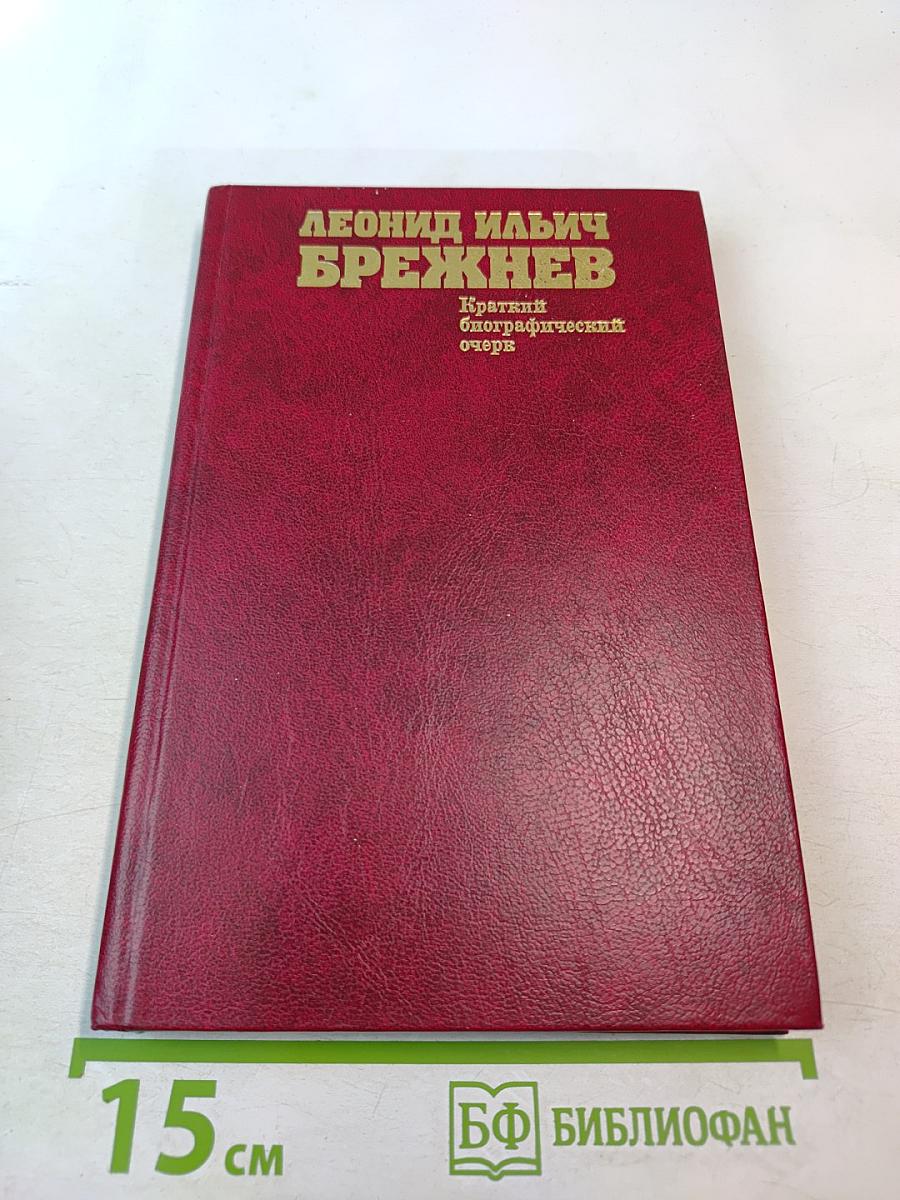 ЛЕОНИД ИЛЬИЧ
БРЕЖНЕВ
Краткий
биографический
очерк
15 см
БФ БИБЛИОФАН